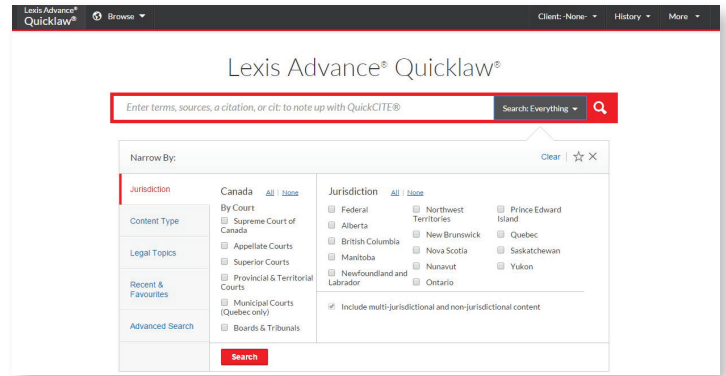 Lexis Advance®
Quicklaw®
Browse
Client: -None-
History
More
Lexis Advance® Quicklaw®
Enter terms, sources, a citation, or cit: to note up with QuickCITE®
Search: Everything
Narrow By:
Clear
Jurisdiction
Content Type
Legal Topics
Recent &
Favourites
Advanced Search
Canada All | None
By Court
Supreme Court of
Canada
Appellate Courts
Superior Courts
Provincial & Territorial
Courts
Municipal Courts
(Quebec only)
Boards & Tribunals
Jurisdiction All | None
Federal
Alberta
British Columbia
Manitoba
Newfoundland and
Labrador
Northwest
Territories
New Brunswick
Nova Scotia
Nunavut
Ontario
Prince Edward
Island
Quebec
Saskatchewan
Yukon
Include multi-jurisdictional and non-jurisdictional content
Search